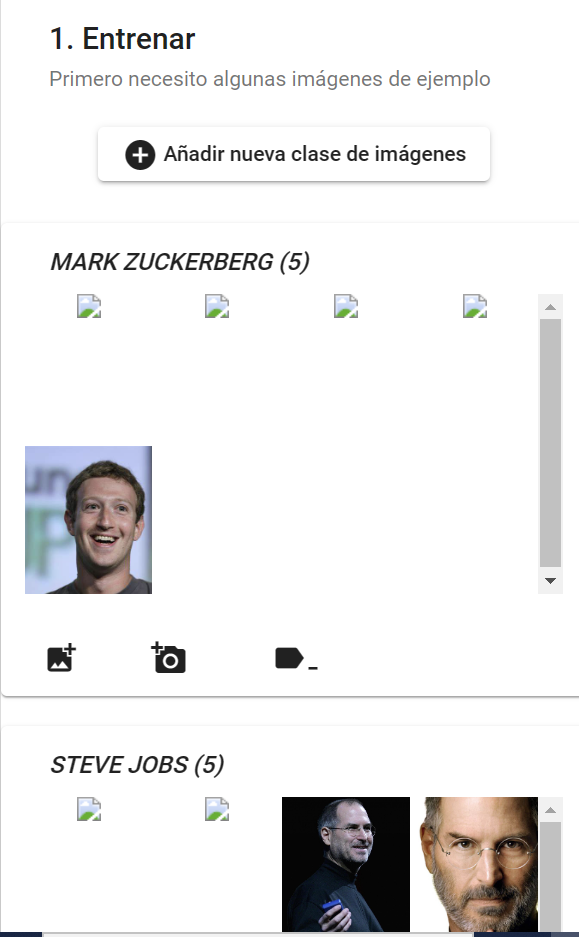 1. Entrenar
Primero necesito algunas imágenes de ejemplo
Añadir nueva clase de imágenes
MARK ZUCKERBERG (5)
STEVE JOBS (5)